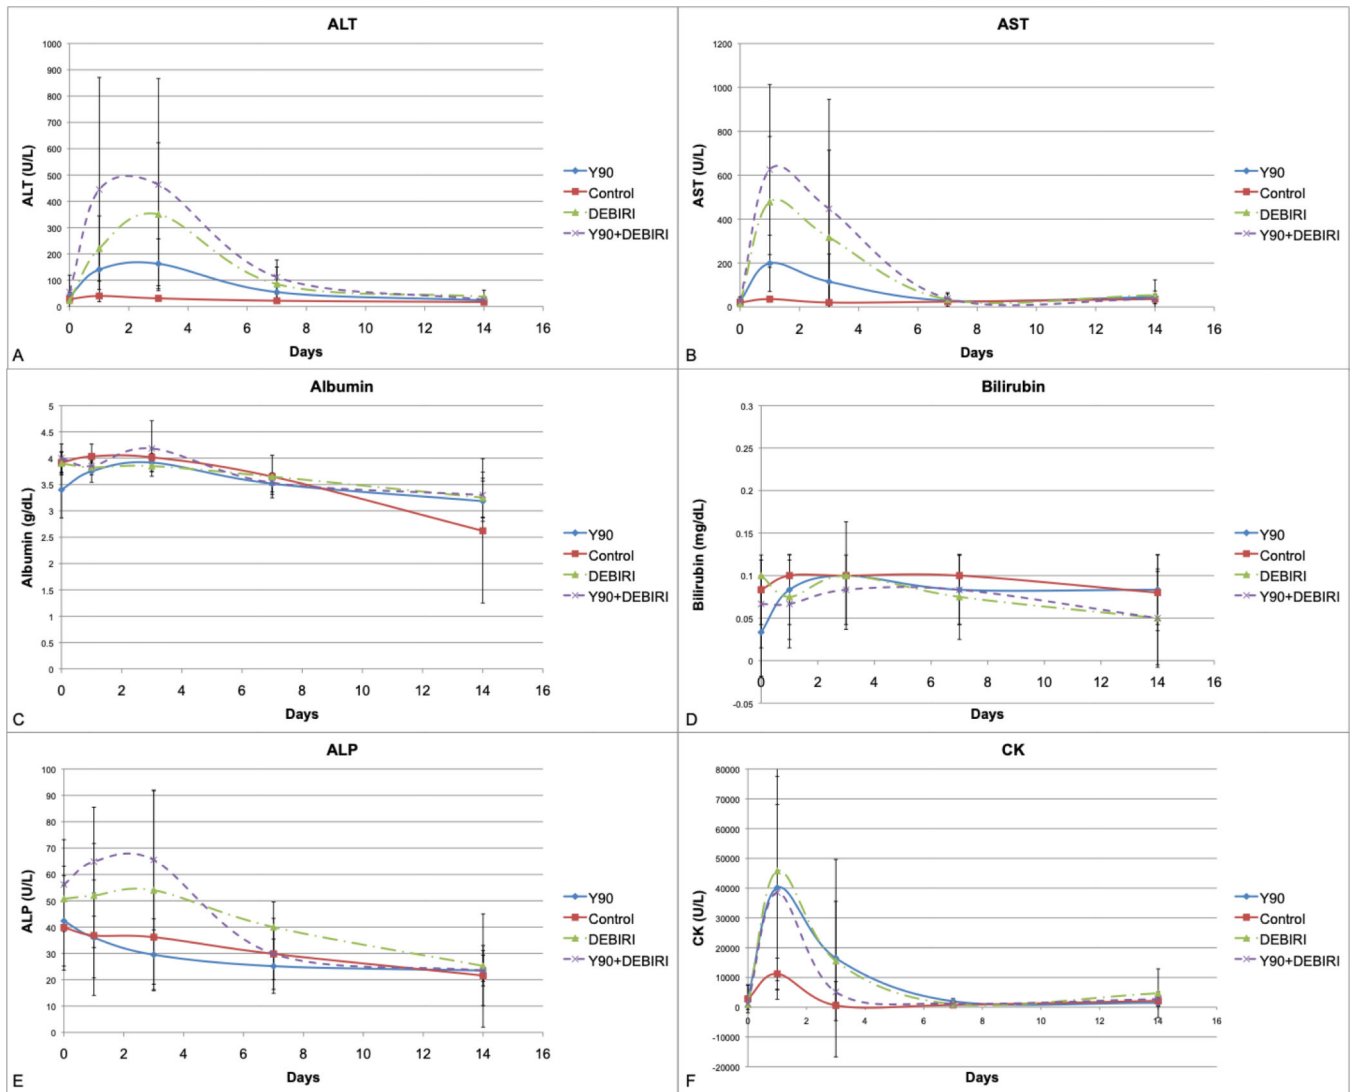 ALT
ALT (U/L)
1000
900
800
700
600
500
400
300
200
100
0
0 2 4 6 8 10 12 14 16
Days
Y90
Control
DEBIRI
Y90+DEBIRI
A
AST
AST (U/L)
1200
1000
800
600
400
200
0
0 2 4 6 8 10 12 14 16
Days
Y90
Control
DEBIRI
Y90+DEBIRI
B
Albumin
Albumin (g/dL)
5
4.5
4
3.5
3
2.5
2
1.5
1
0.5
0
0 2 4 6 8 10 12 14 16
Days
Y90
Control
DEBIRI
Y90+DEBIRI
C
Bilirubin
Bilirubin (mg/dL)
0.3
0.25
0.2
0.15
0.1
0.05
0
-0.05
0 2 4 6 8 10 12 14 16
Days
Y90
Control
DEBIRI
Y90+DEBIRI
D
ALP
ALP (U/L)
100
90
80
70
60
50
40
30
20
10
0
0 2 4 6 8 10 12 14 16
Days
Y90
Control
DEBIRI
Y90+DEBIRI
E
CK
CK (U/L)
80000
70000
60000
50000
40000
30000
20000
10000
0
-10000
-20000
0 2 4 6 8 10 12 14 16
Days
Y90
Control
DEBIRI
Y90+DEBIRI
F